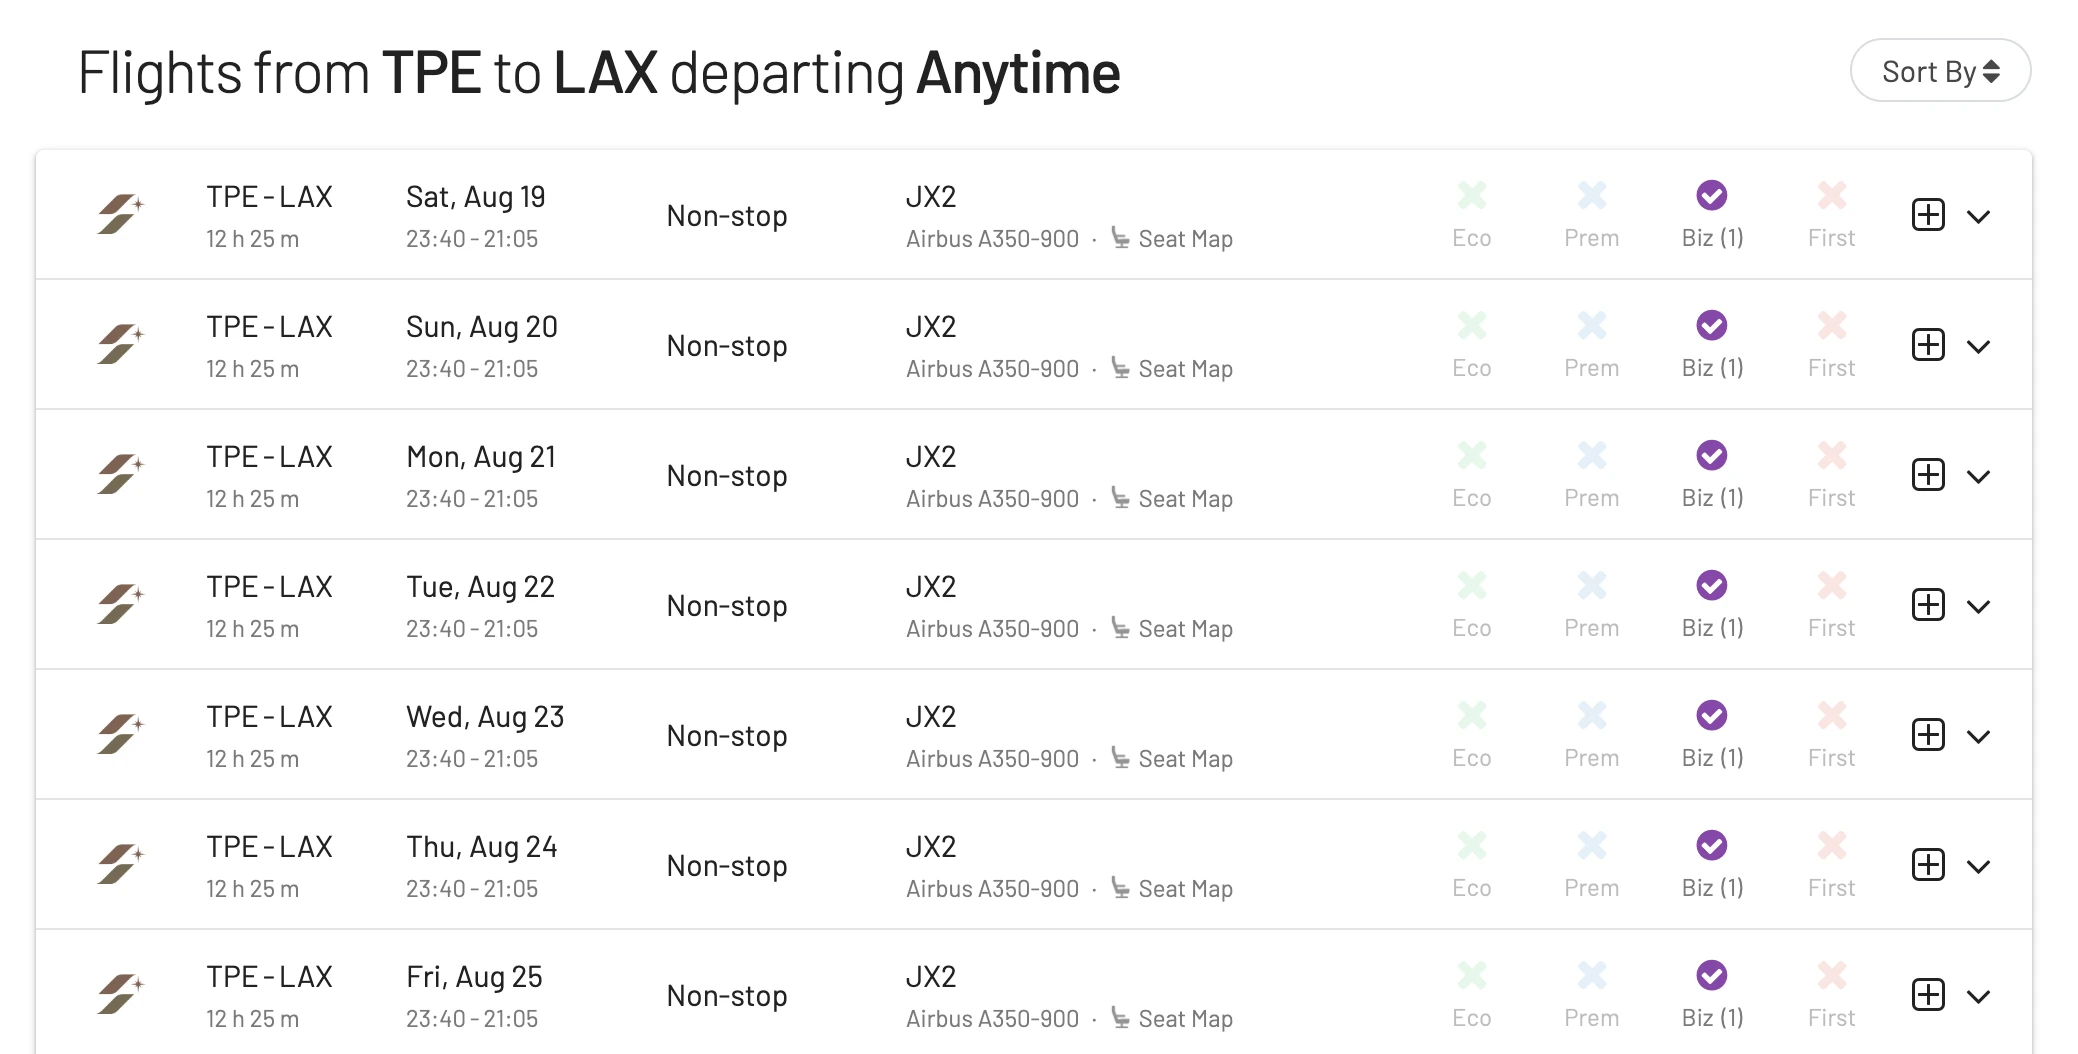 Flights from TPE to LAX departing Anytime
Sort By
TPE - LAX Sat, Aug 19 Non-stop JX2
12 h 25 m 23:40 - 21:05 Airbus A350-900 · Seat Map Eco Prem Biz (1) First
TPE - LAX Sun, Aug 20 Non-stop JX2
12 h 25 m 23:40 - 21:05 Airbus A350-900 · Seat Map Eco Prem Biz (1) First
TPE - LAX Mon, Aug 21 Non-stop JX2
12 h 25 m 23:40 - 21:05 Airbus A350-900 · Seat Map Eco Prem Biz (1) First
TPE - LAX Tue, Aug 22 Non-stop JX2
12 h 25 m 23:40 - 21:05 Airbus A350-900 · Seat Map Eco Prem Biz (1) First
TPE - LAX Wed, Aug 23 Non-stop JX2
12 h 25 m 23:40 - 21:05 Airbus A350-900 · Seat Map Eco Prem Biz (1) First
TPE - LAX Thu, Aug 24 Non-stop JX2
12 h 25 m 23:40 - 21:05 Airbus A350-900 · Seat Map Eco Prem Biz (1) First
TPE - LAX Fri, Aug 25 Non-stop JX2
12 h 25 m 23:40 - 21:05 Airbus A350-900 · Seat Map Eco Prem Biz (1) First